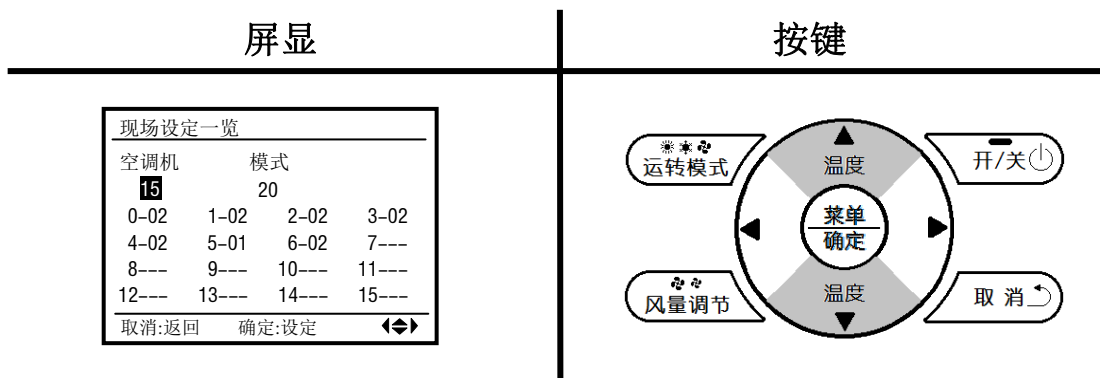 屏显
按键
现场设定一览
空调机 模式
15 20
0-02 1-02 2-02 3-02
4-02 5-01 6-02 7---
8--- 9--- 10--- 11---
12--- 13--- 14--- 15---
取消:返回 确定:设定
运转模式
温度
开/关
菜单
确定
风量调节
温度
取 消